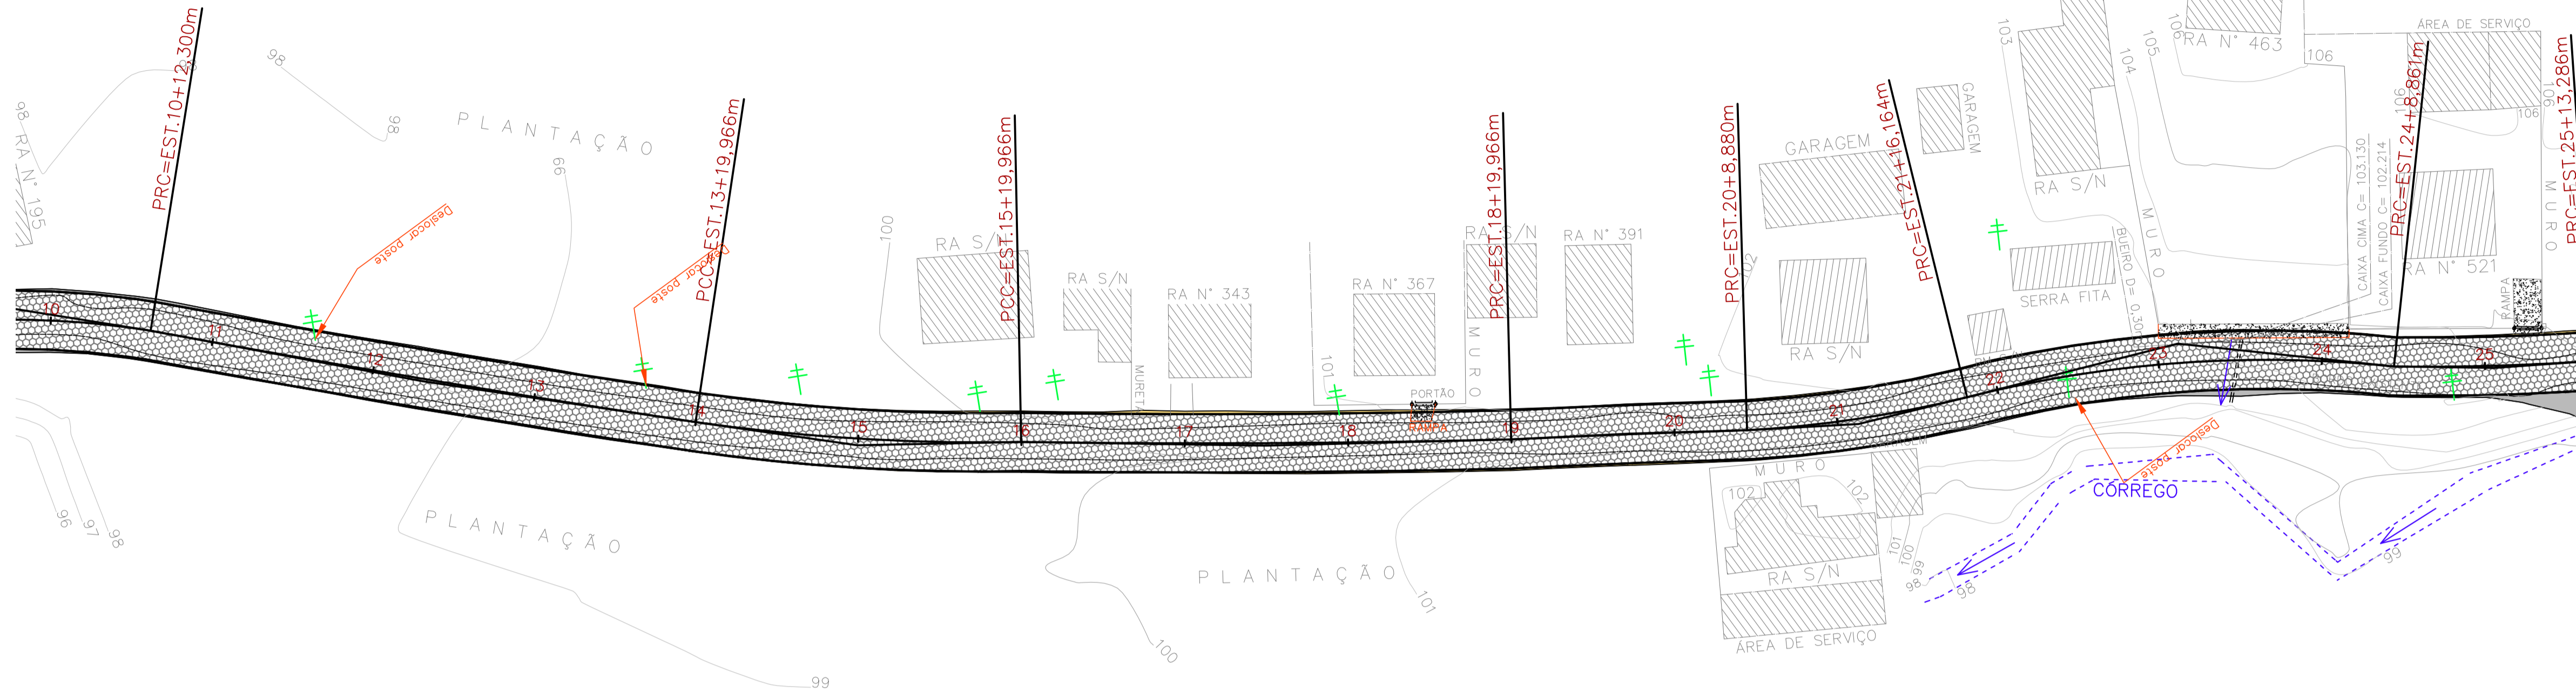 98
RA N° 195
PRC=EST.10+12,300m
98
98
98
PLANTAÇÃO
Deslocar poste
99
PCC=EST.13+19,966m
Deslocar poste
100
RA S/N
PCC=EST.15+19,966m
RA S/N
MURETA
RA N° 343
101
RA N° 367
PORTÃO
RAMPA
MURO
RA S/N
PRC=EST.18+19,966m
RA N° 391
102
PRC=EST.20+8,880m
GARAGEM
RA S/N
PRC=EST.21+16,164m
GARAGEM
103
RA S/N
SERRA FITA
BUEIRO D= 0,30m
104
105
MURO
106
RA N° 463
106
CAIXA CIMA C= 103.130
CAIXA FUNDO C= 102.214
ÁREA DE SERVIÇO
106
PRC=EST.24+8,861m
106
106
RA N° 521
RAMPA
MURO
PRC=EST.25+13,286m
10
11
12
13
14
15
16
17
18
19
20
21
22
23
24
25
96
97
98
PLANTAÇÃO
99
100
PLANTAÇÃO
101
MURO
102
102
RA S/N
ÁREA DE SERVIÇO
101
100
99
98
98
CÓRREGO
Deslocar poste
99